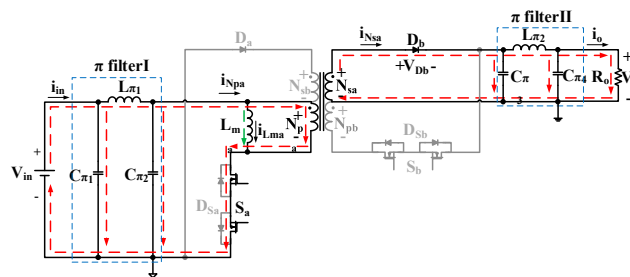 π filterI
π filterII
D_a
i_Nsa
D_b
L_π2
i_o
+V_Db-
i_in
L_π1
i_Npa
N_sb
N_sa
C_π
C_π4
R_o
V
+
-
L_m
i_Lma
N_p
N_pb
D_Sb
S_b
V_in
C_π1
C_π2
D_Sa
S_a
a
3